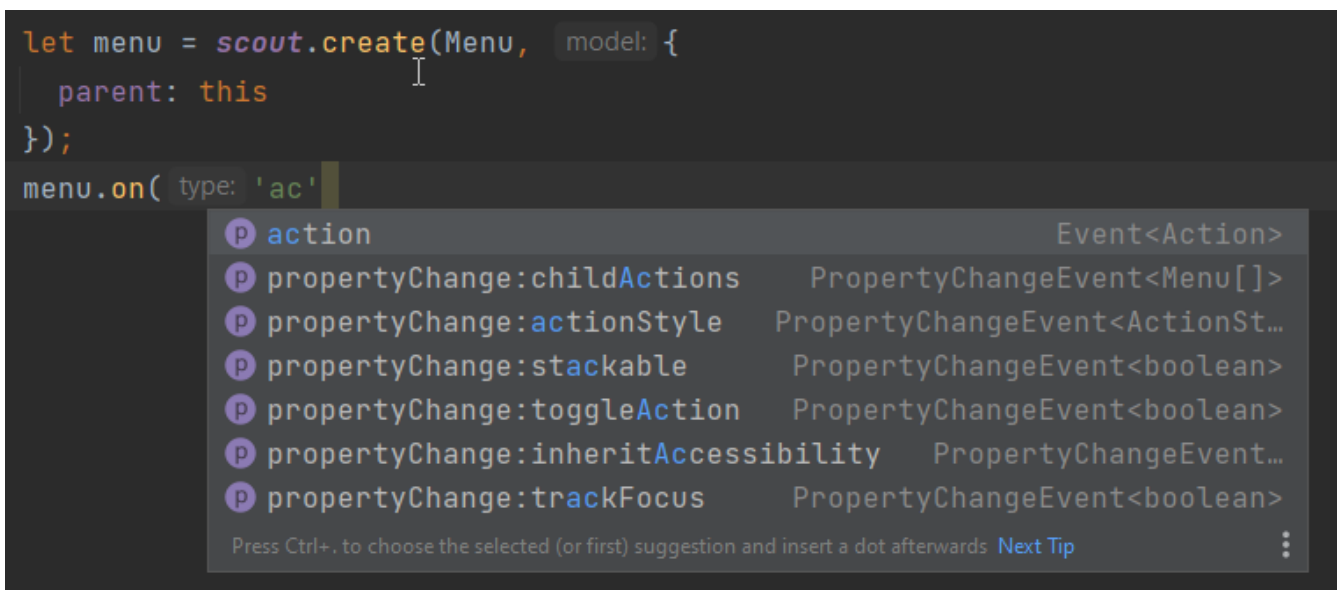 let menu = scout.create(Menu, model: {
parent: this
});
menu.on( type: 'ac'
p action Event<Action>
p propertyChange:childActions PropertyChangeEvent<Menu[]>
p propertyChange:actionStyle PropertyChangeEvent<ActionSt…
p propertyChange:stackable PropertyChangeEvent<boolean>
p propertyChange:toggleAction PropertyChangeEvent<boolean>
p propertyChange:inheritAccessibility PropertyChangeEvent…
p propertyChange:trackFocus PropertyChangeEvent<boolean>
Press Ctrl+. to choose the selected (or first) suggestion and insert a dot afterwards Next Tip